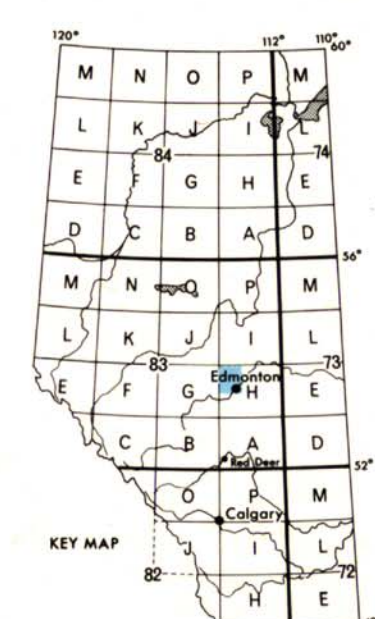 120° 112° 110°
60°
M N O P M
L K J I L
84 74
E F G H E
D C B A D
56°
M N O P M
L K J I L
83 73
Edmonton
E F G H E
C B A D
Red Deer
52°
O P M
Calgary
KEY MAP J I L
82 72
H E